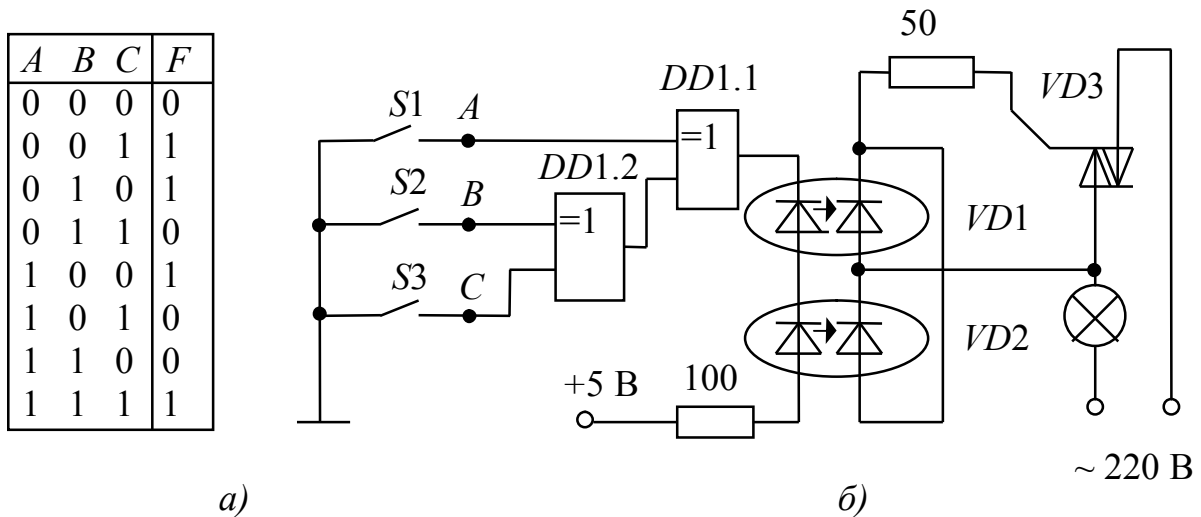 A B C F
0 0 0 0
0 0 1 1
0 1 0 1
0 1 1 0
1 0 0 1
1 0 1 0
1 1 0 0
1 1 1 1
а)
50
DD1.1
VD3
S1
A
=1
DD1.2
S2
B
=1
VD1
S3
C
VD2
+5 В
100
~ 220 В
б)